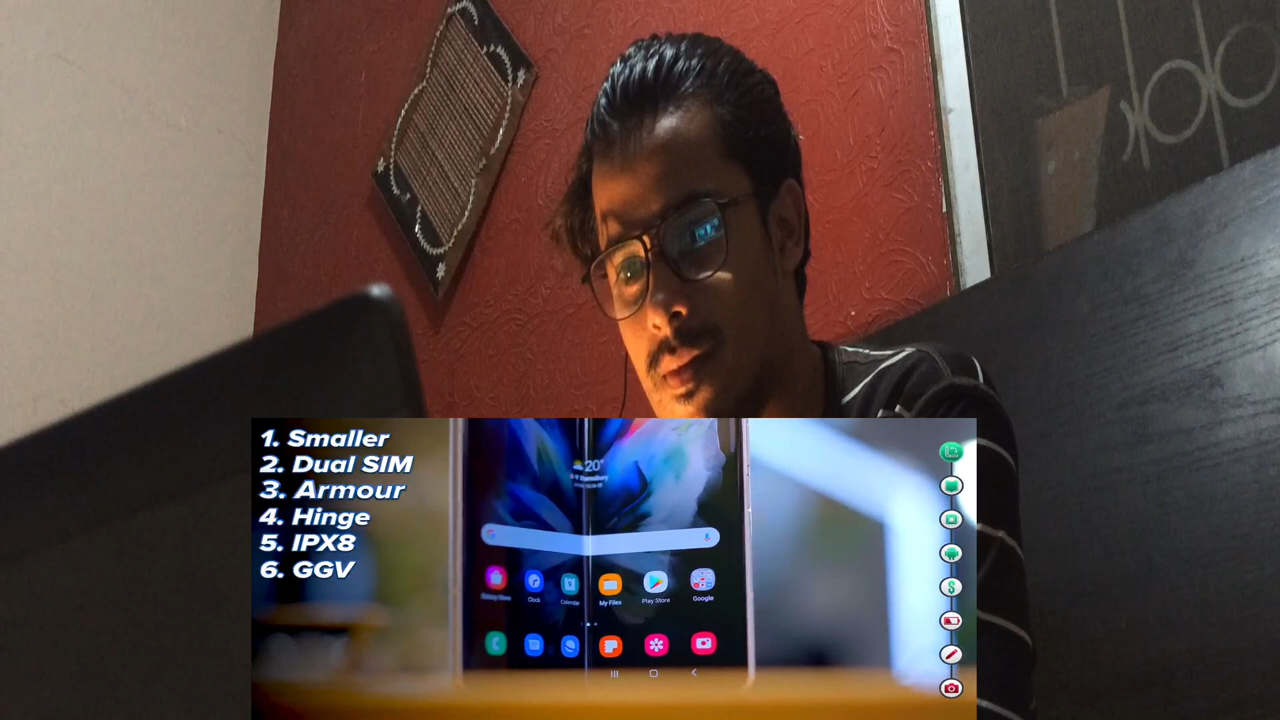 1. Smaller
2. Dual SIM
3. Armour
4. Hinge
5. IPX8
6. GGV
20°
Clock
Calendar
My Files
Play Store
Google